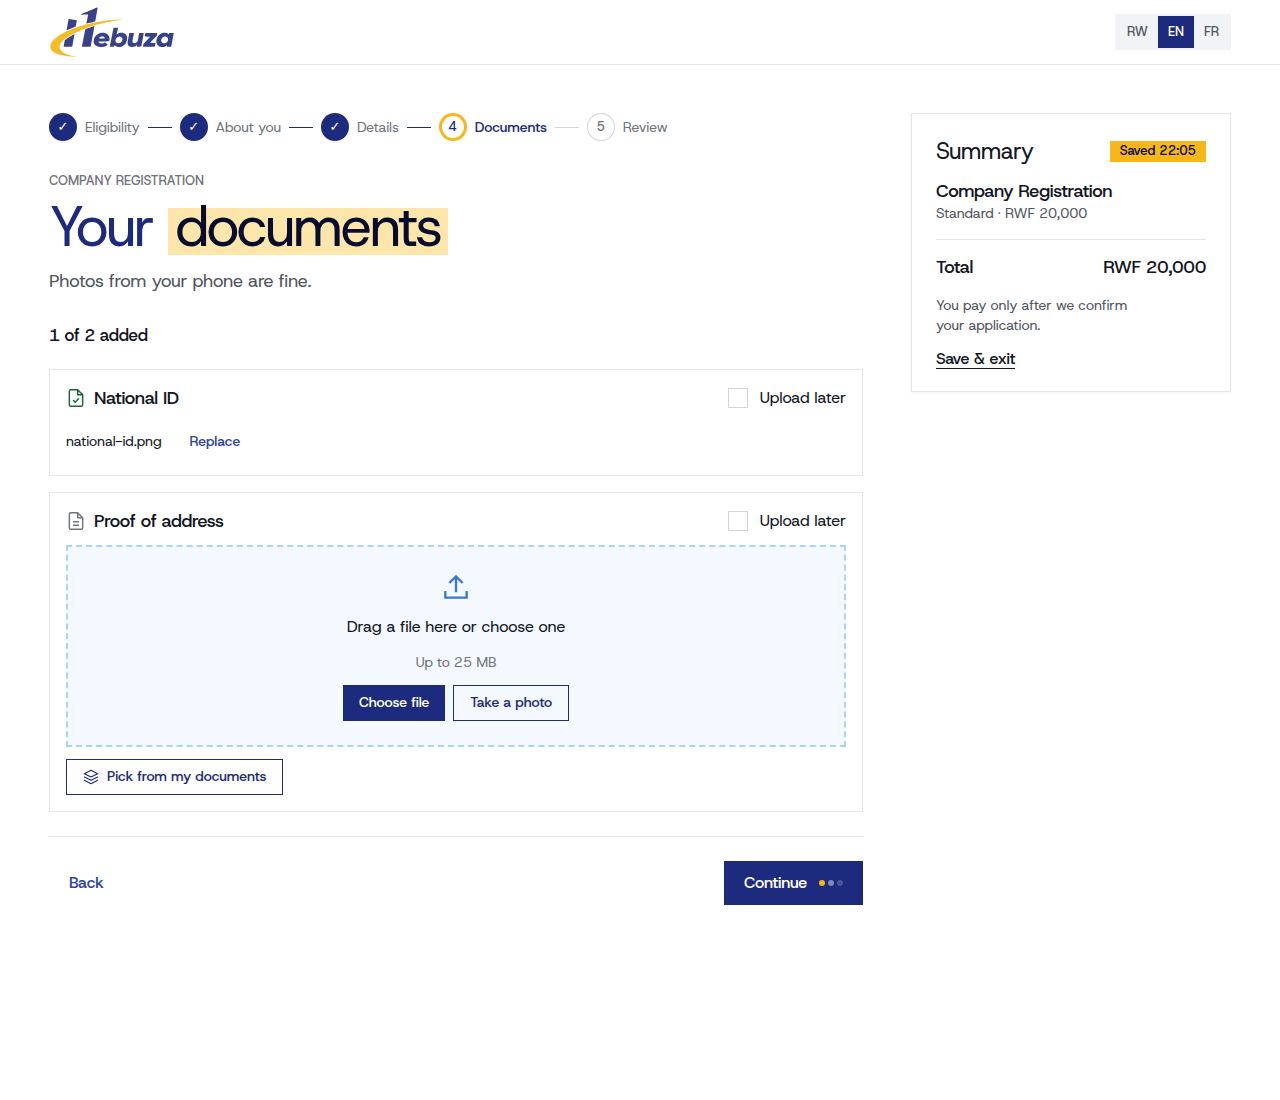 Hebuza
RW EN FR
✓ Eligibility ✓ About you ✓ Details 4 Documents 5 Review
COMPANY REGISTRATION
Your documents
Photos from your phone are fine.
1 of 2 added
National ID
Upload later
national-id.png Replace
Proof of address
Upload later
Drag a file here or choose one
Up to 25 MB
Choose file Take a photo
Pick from my documents
Back
Continue
Summary
Saved 22:05
Company Registration
Standard · RWF 20,000
Total RWF 20,000
You pay only after we confirm
your application.
Save & exit